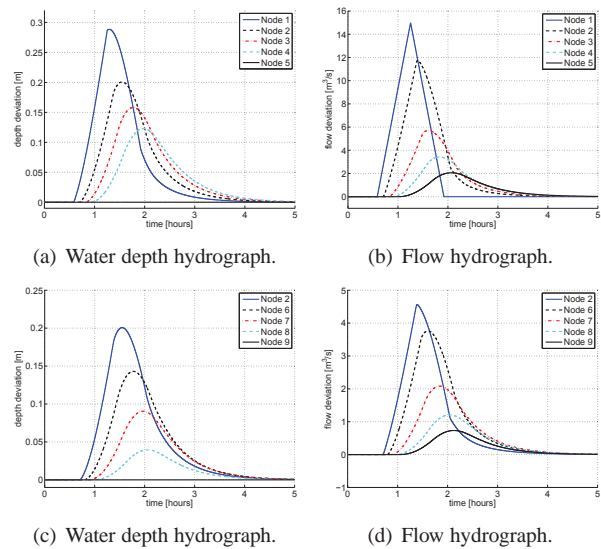 0.3
0.25
0.2
0.15
0.1
0.05
0
depth deviation [m]
0 1 2 3 4 5
time [hours]
Node 1
Node 2
Node 3
Node 4
Node 5
(a) Water depth hydrograph.
16
14
12
10
8
6
4
2
0
flow deviation [m³/s]
0 1 2 3 4 5
time [hours]
Node 1
Node 2
Node 3
Node 4
Node 5
(b) Flow hydrograph.
0.25
0.2
0.15
0.1
0.05
0
depth deviation [m]
0 1 2 3 4 5
time [hours]
Node 2
Node 6
Node 7
Node 8
Node 9
(c) Water depth hydrograph.
5
4
3
2
1
0
−1
flow deviation [m³/s]
0 1 2 3 4 5
time [hours]
Node 2
Node 6
Node 7
Node 8
Node 9
(d) Flow hydrograph.